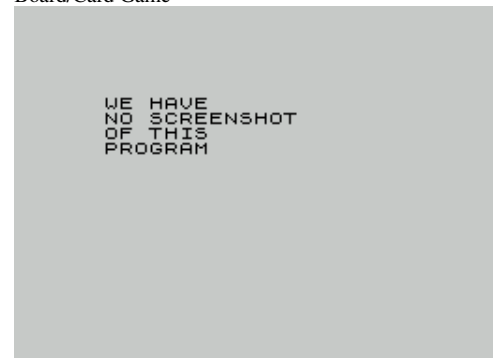 Board/Card Game
WE HAVE
NO SCREENSHOT
OF THIS
PROGRAM